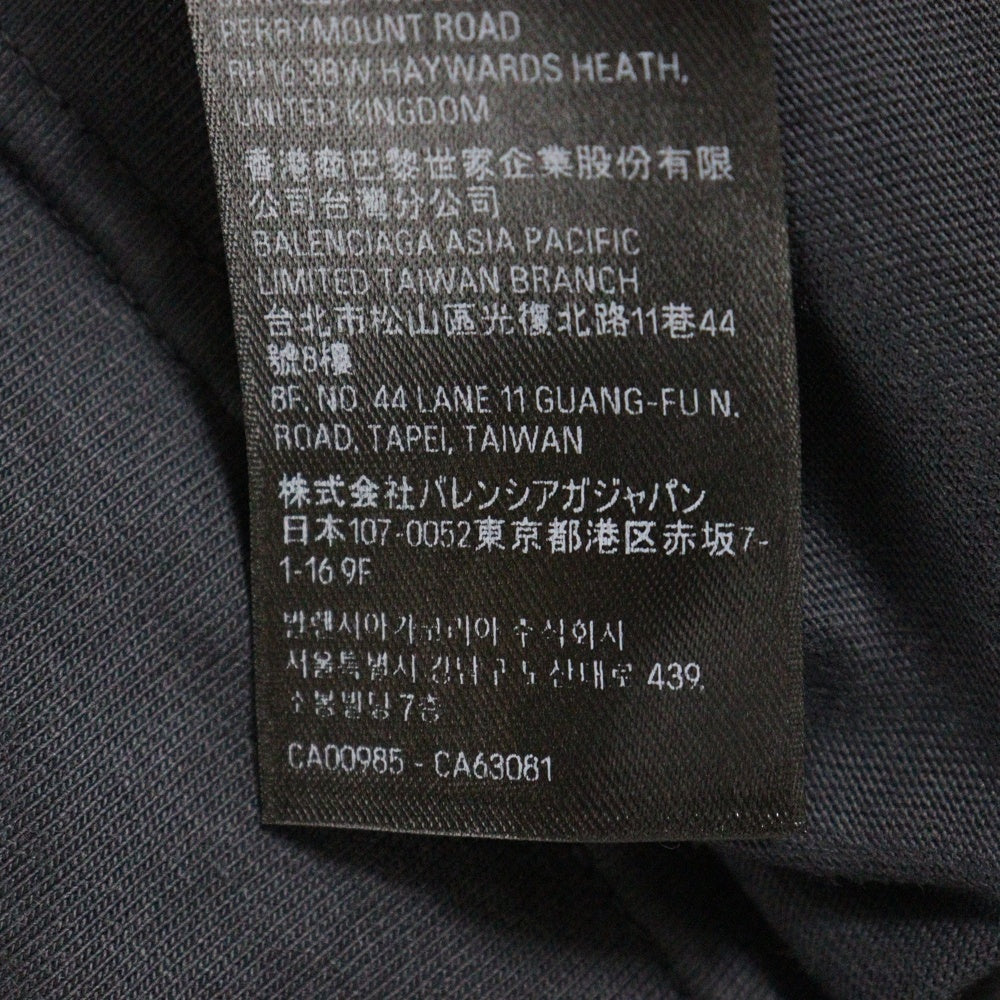 PERRYMOUNT ROAD
RH16 3BW HAYWARDS HEATH,
UNITED KINGDOM
香港商巴黎世家企業股份有限
公司台灣分公司
BALENCIAGA ASIA PACIFIC
LIMITED TAIWAN BRANCH
台北市松山區光復北路11巷44
號8樓
8F, NO. 44 LANE 11 GUANG-FU N.
ROAD, TAPEI, TAIWAN
株式会社バレンシアガジャパン
日本107-0052東京都港区赤坂7-
1-16 9F
발렌시아가코리아 주식회사
서울특별시 강남구 도산대로 439,
소봉빌딩 7층
CA00985 - CA63081